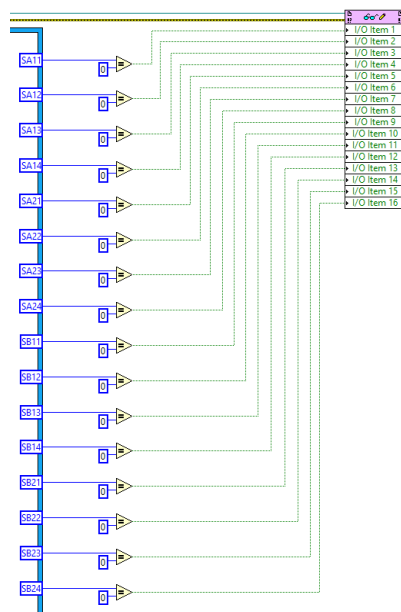 I/O Item 1
I/O Item 2
I/O Item 3
I/O Item 4
I/O Item 5
I/O Item 6
I/O Item 7
I/O Item 8
I/O Item 9
I/O Item 10
I/O Item 11
I/O Item 12
I/O Item 13
I/O Item 14
I/O Item 15
I/O Item 16
SA11
0
=
SA12
0
=
SA13
0
=
SA14
0
=
SA21
0
=
SA22
0
=
SA23
0
=
SA24
0
=
SB11
0
=
SB12
0
=
SB13
0
=
SB14
0
=
SB21
0
=
SB22
0
=
SB23
0
=
SB24
0
=